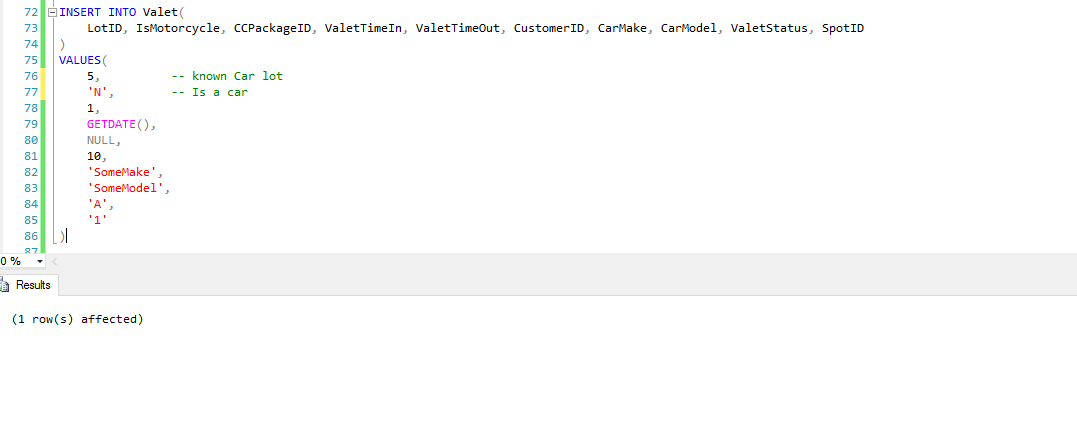 72 INSERT INTO Valet(
73 LotID, IsMotorcycle, CCPackageID, ValetTimeIn, ValetTimeOut, CustomerID, CarMake, CarModel, ValetStatus, SpotID
74 )
75 VALUES(
76 5, -- known Car lot
77 'N', -- Is a car
78 1,
79 GETDATE(),
80 NULL,
81 10,
82 'SomeMake',
83 'SomeModel',
84 'A',
85 '1'
86 )
87
0 %
Results
(1 row(s) affected)